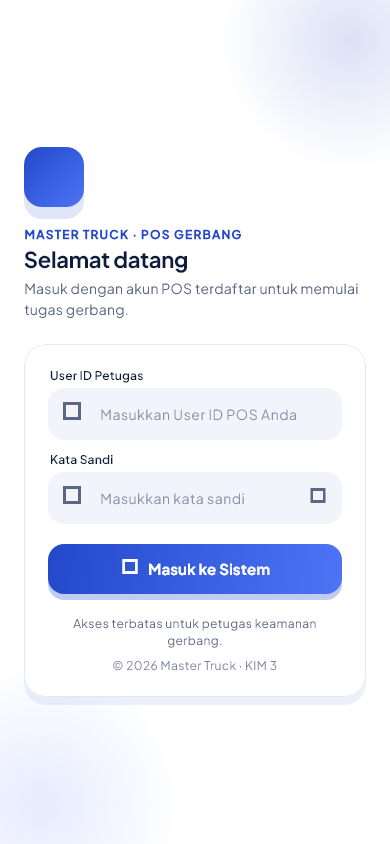 MASTER TRUCK · POS GERBANG
Selamat datang
Masuk dengan akun POS terdaftar untuk memulai
tugas gerbang.
User ID Petugas
Masukkan User ID POS Anda
Kata Sandi
Masukkan kata sandi
Masuk ke Sistem
Akses terbatas untuk petugas keamanan
gerbang.
© 2026 Master Truck · KIM 3